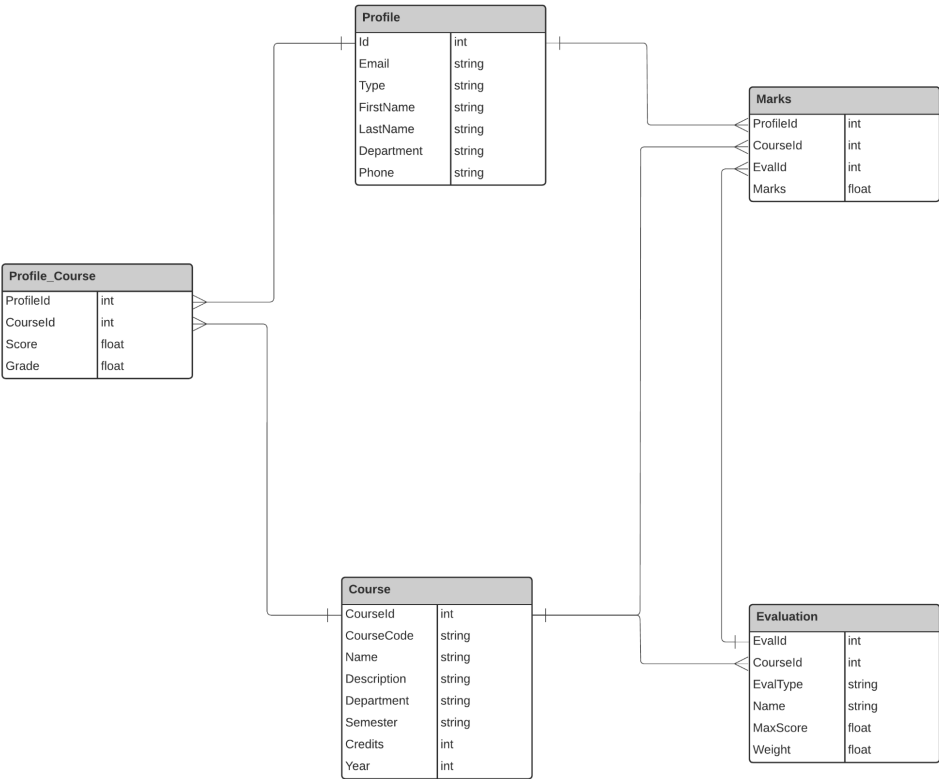 Profile
Id int
Email string
Type string
FirstName string
LastName string
Department string
Phone string
Marks
ProfileId int
CourseId int
EvalId int
Marks float
Profile_Course
ProfileId int
CourseId int
Score float
Grade float
Course
CourseId int
CourseCode string
Name string
Description string
Department string
Semester string
Credits int
Year int
Evaluation
EvalId int
CourseId int
EvalType string
Name string
MaxScore float
Weight float